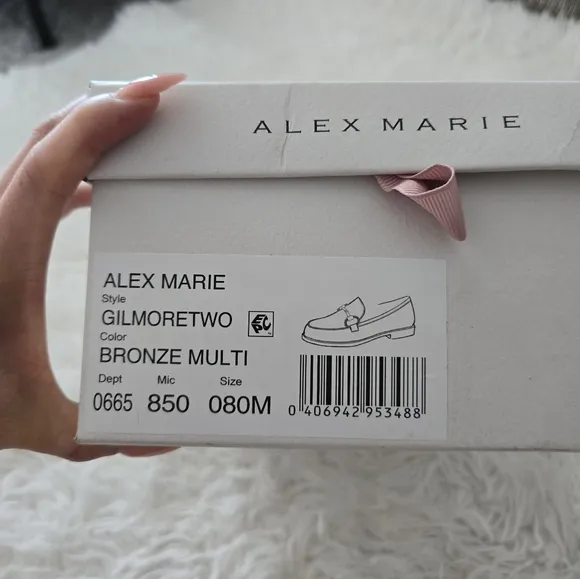 ALEX MARIE
ALEX MARIE
Style
GILMORETWO
Color
BRONZE MULTI
Dept Mic Size
0665 850 080M
0 406942 953488